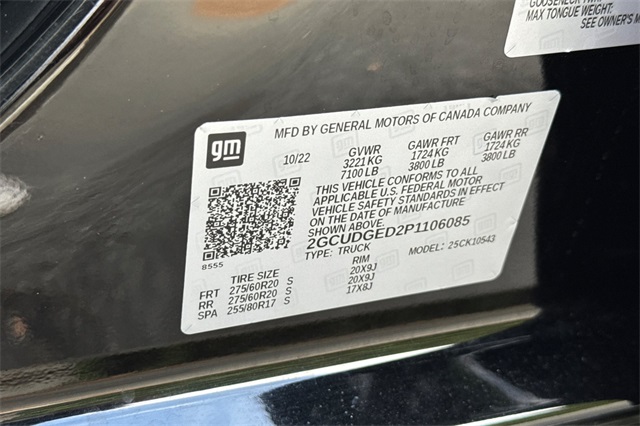 GOOSENECK
MAX TONGUE WEIGHT:
SEE OWNER'S
gm
MFD BY GENERAL MOTORS OF CANADA COMPANY
10/22 GVWR GAWR FRT GAWR RR
3221 KG 1724 KG 1724 KG
7100 LB 3800 LB 3800 LB
THIS VEHICLE CONFORMS TO ALL
APPLICABLE U.S. FEDERAL MOTOR
VEHICLE SAFETY STANDARDS IN EFFECT
ON THE DATE OF MANUFACTURE
SHOWN ABOVE.
2GCUDGED2P1106085
TYPE: TRUCK MODEL: 25CK10543
8555
TIRE SIZE RIM
FRT 275/60R20 S 20X9J
RR 275/60R20 S 20X9J
SPA 255/80R17 S 17X8J